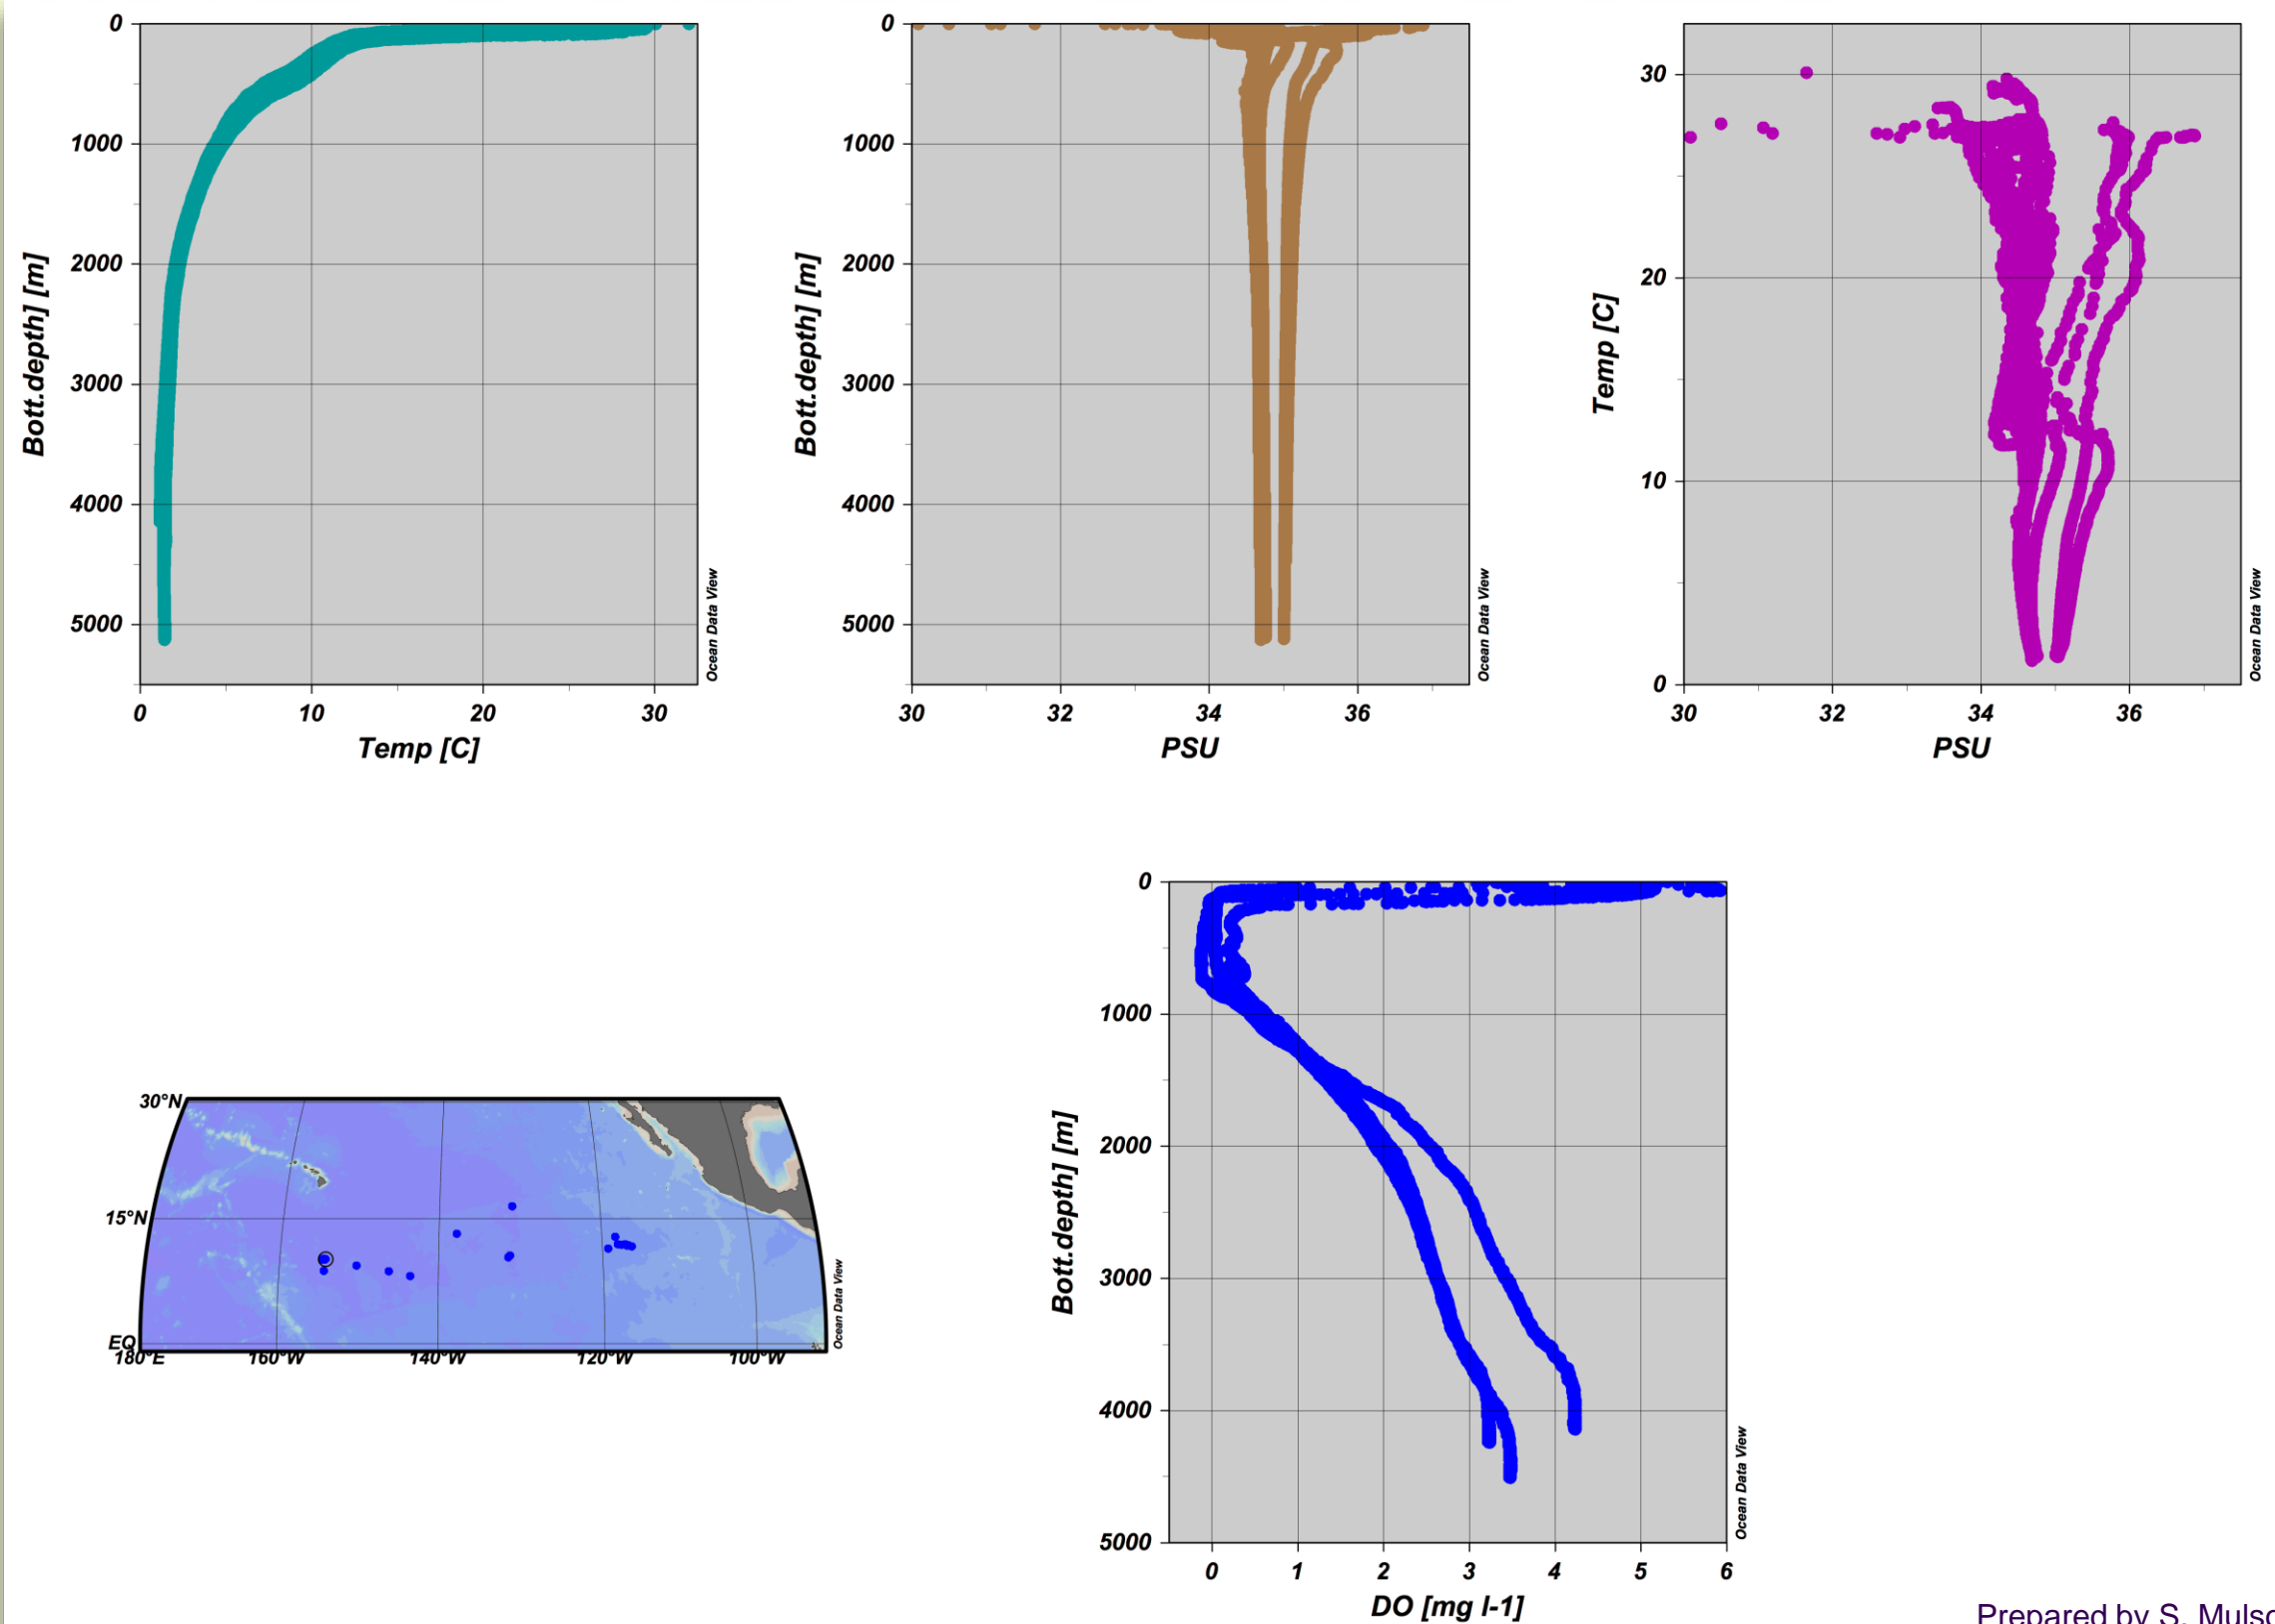 0
1000
2000
3000
4000
5000
Bott.depth] [m]
0 10 20 30
Temp [C]
Ocean Data View
0
1000
2000
3000
4000
5000
Bott.depth] [m]
30 32 34 36
PSU
Ocean Data View
30
20
10
0
Temp [C]
30 32 34 36
PSU
Ocean Data View
30°N
15°N
EQ
180°E 160°W 140°W 120°W 100°W
Ocean Data View
0
1000
2000
3000
4000
5000
Bott.depth] [m]
0 1 2 3 4 5 6
DO [mg l-1]
Ocean Data View
Prepared by S. Mulso